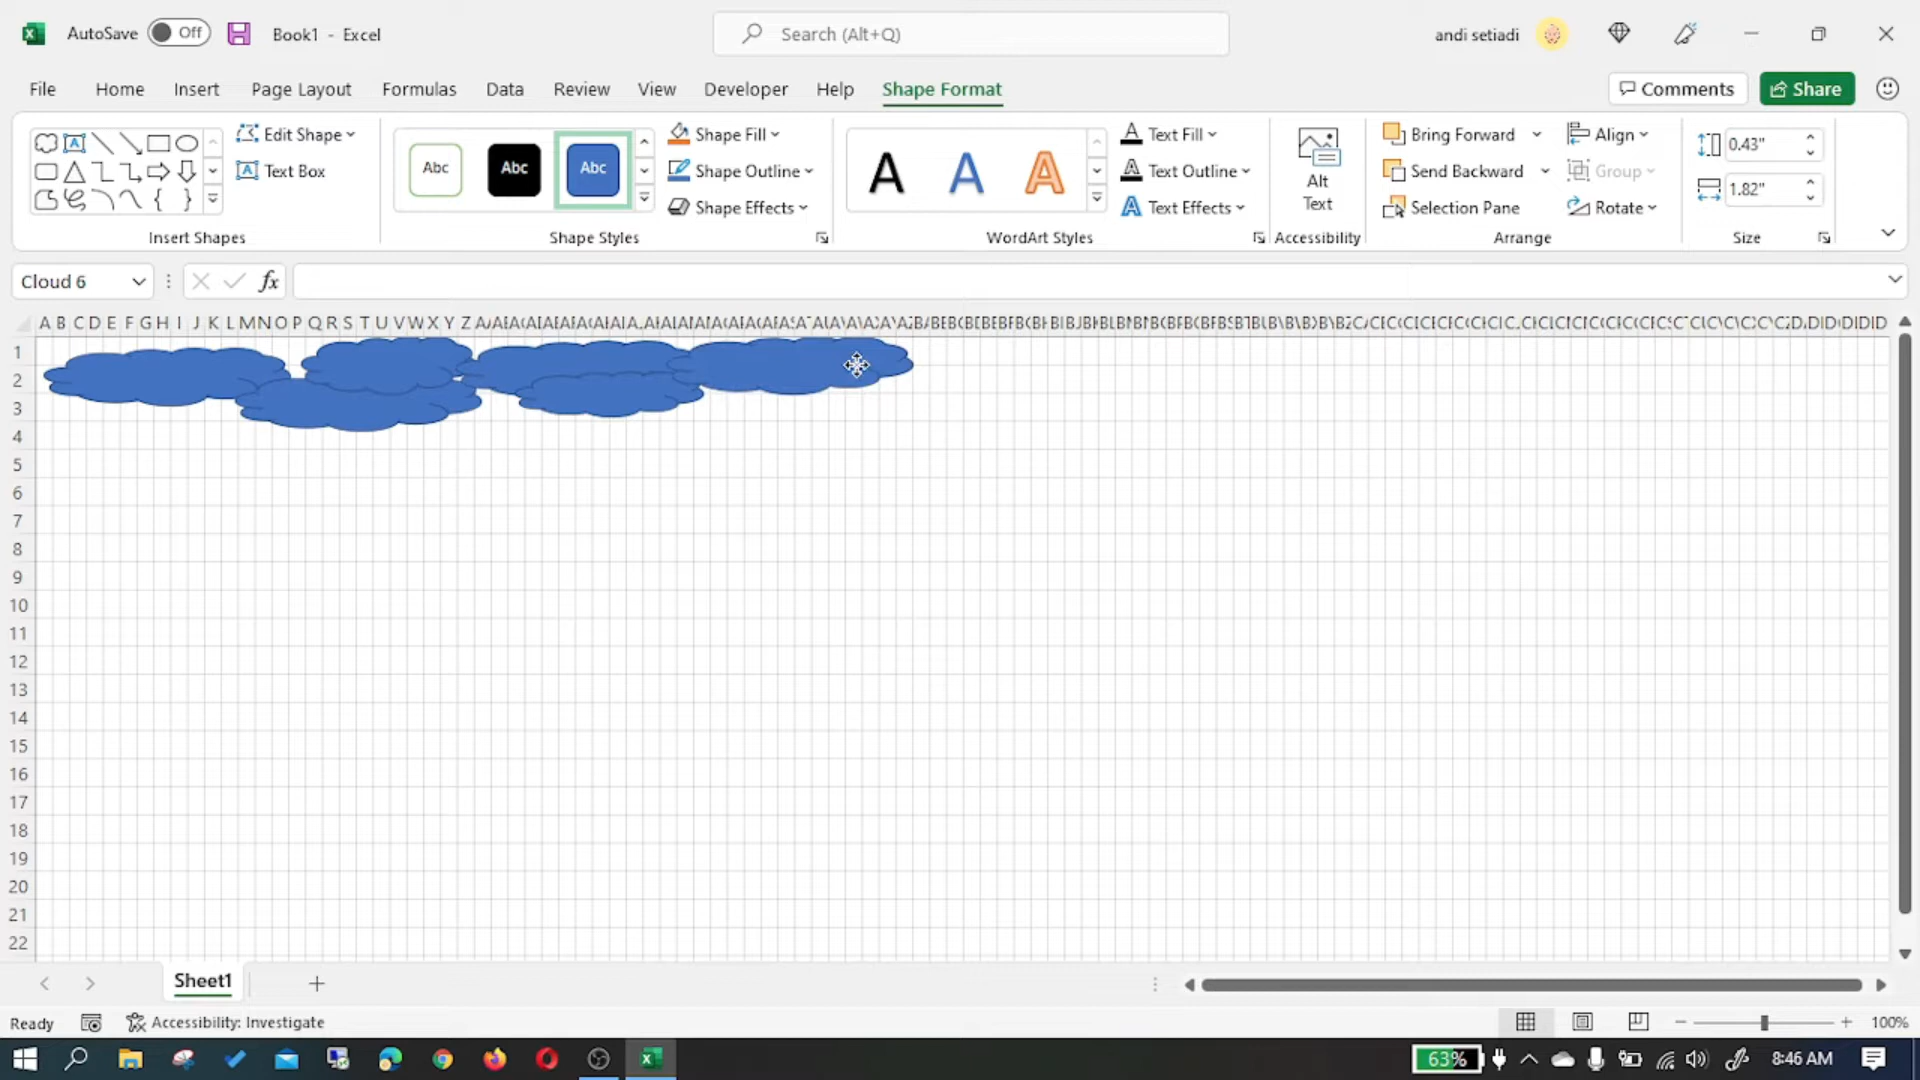 AutoSave Off Book1 - Excel Search (Alt+Q) andi setiadi
File Home Insert Page Layout Formulas Data Review View Developer Help Shape Format Comments Share
Edit Shape
Text Box
Insert Shapes
Abc Abc Abc
Shape Fill
Shape Outline
Shape Effects
Shape Styles
A A A
Text Fill
Text Outline
Text Effects
WordArt Styles
Alt
Text
Accessibility
Bring Forward
Send Backward
Selection Pane
Align
Group
Rotate
Arrange
0.43"
1.82"
Size
Cloud 6 fx
A B C D E F G H I J K L M N O P Q R S T U V W X Y Z
1
2
3
4
5
6
7
8
9
10
11
12
13
14
15
16
17
18
19
20
21
22
Sheet1
Ready Accessibility: Investigate 100%
63% 8:46 AM